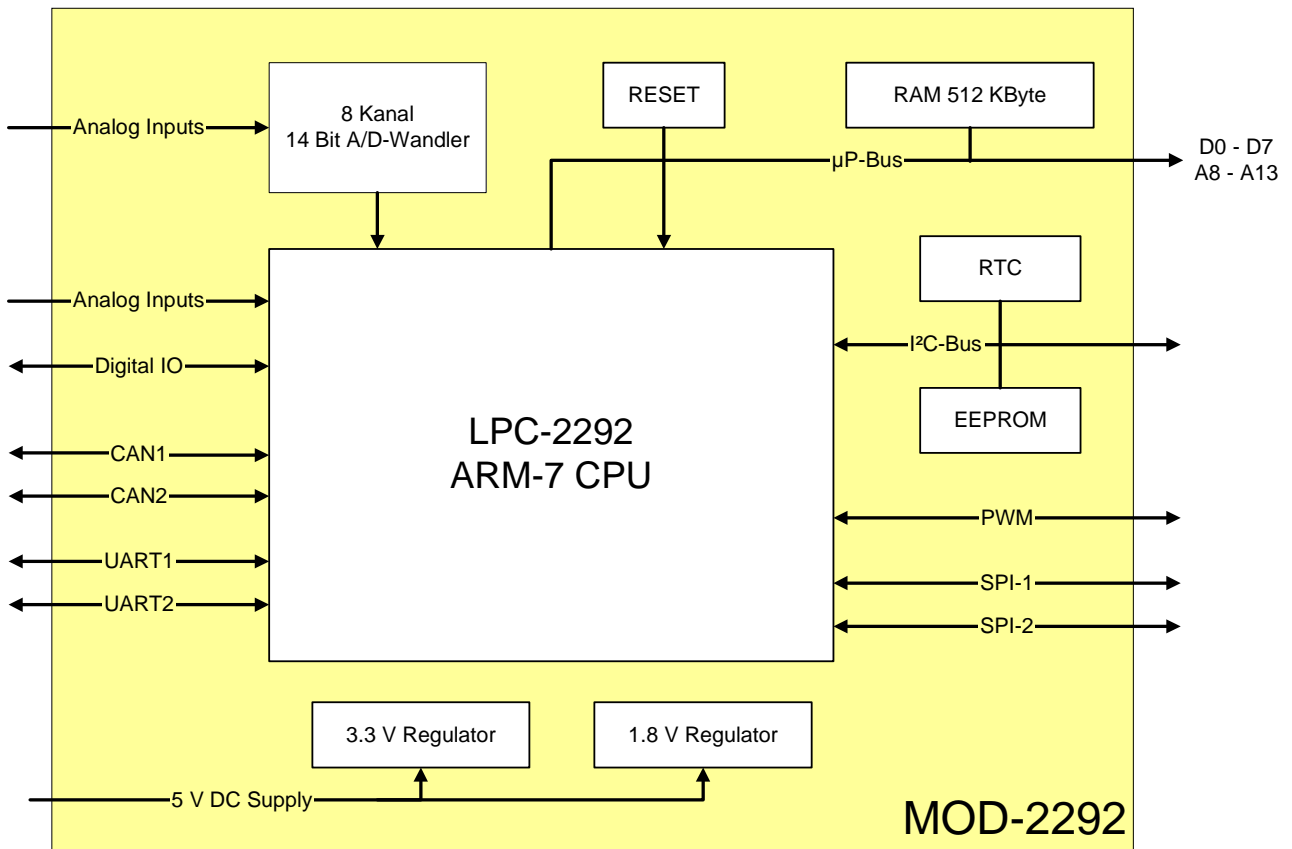 8 Kanal
14 Bit A/D-Wandler
RESET
RAM 512 KByte
Analog Inputs
µP-Bus
D0 - D7
A8 - A13
RTC
Analog Inputs
I²C-Bus
Digital IO
EEPROM
LPC-2292
ARM-7 CPU
CAN1
CAN2
PWM
UART1
SPI-1
UART2
SPI-2
3.3 V Regulator
1.8 V Regulator
5 V DC Supply
MOD-2292